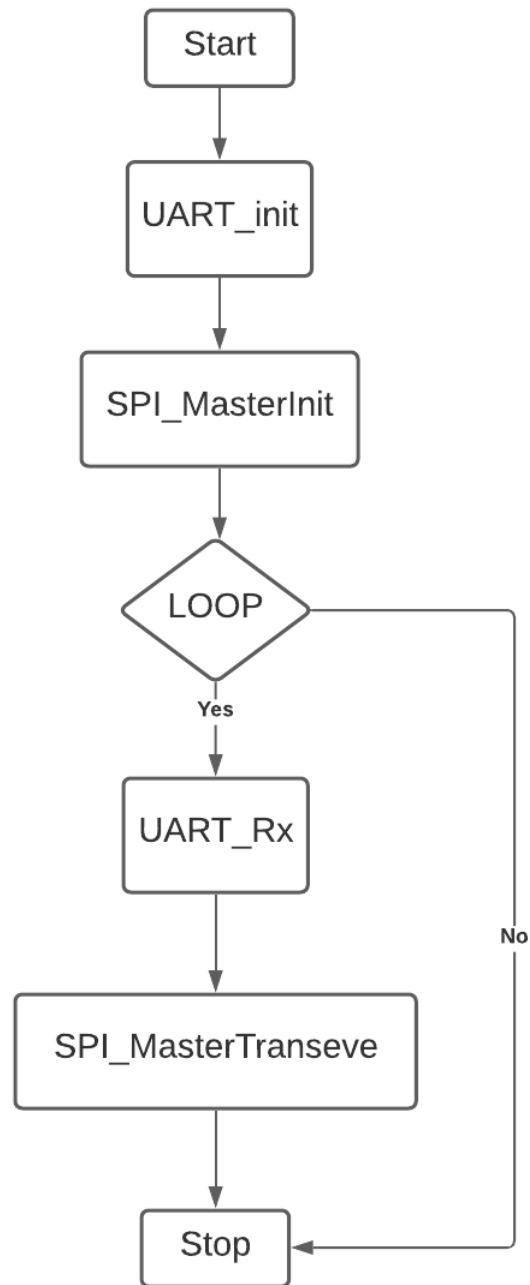 Start
UART_init
SPI_MasterInit
LOOP
Yes
UART_Rx
No
SPI_MasterTranseve
Stop